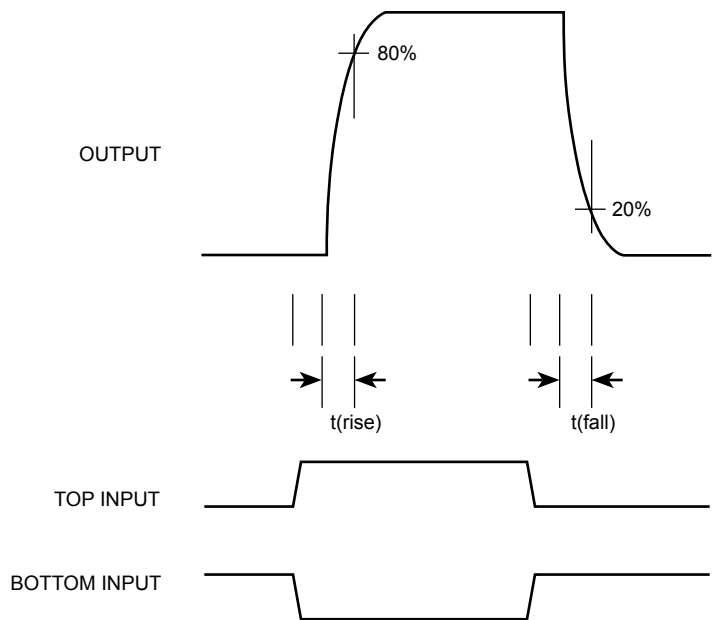 80%
OUTPUT
20%
t(rise)
t(fall)
TOP INPUT
BOTTOM INPUT